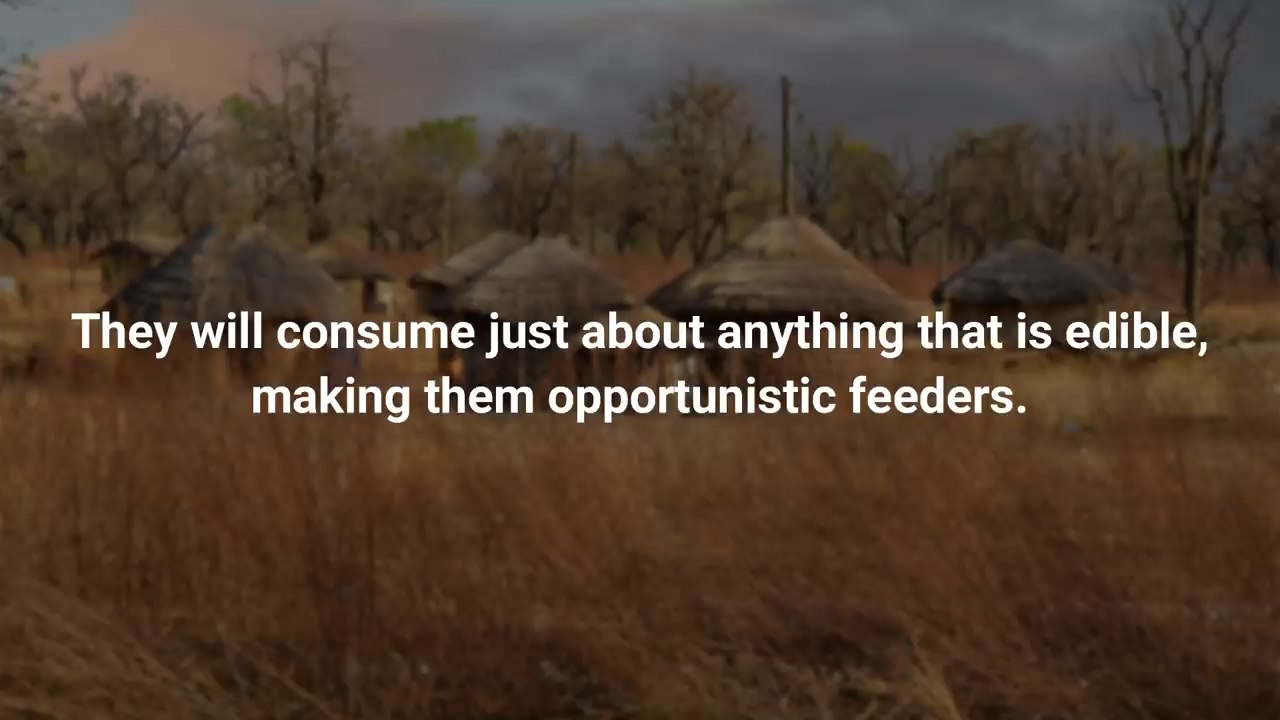 They will consume just about anything that is edible,
making them opportunistic feeders.